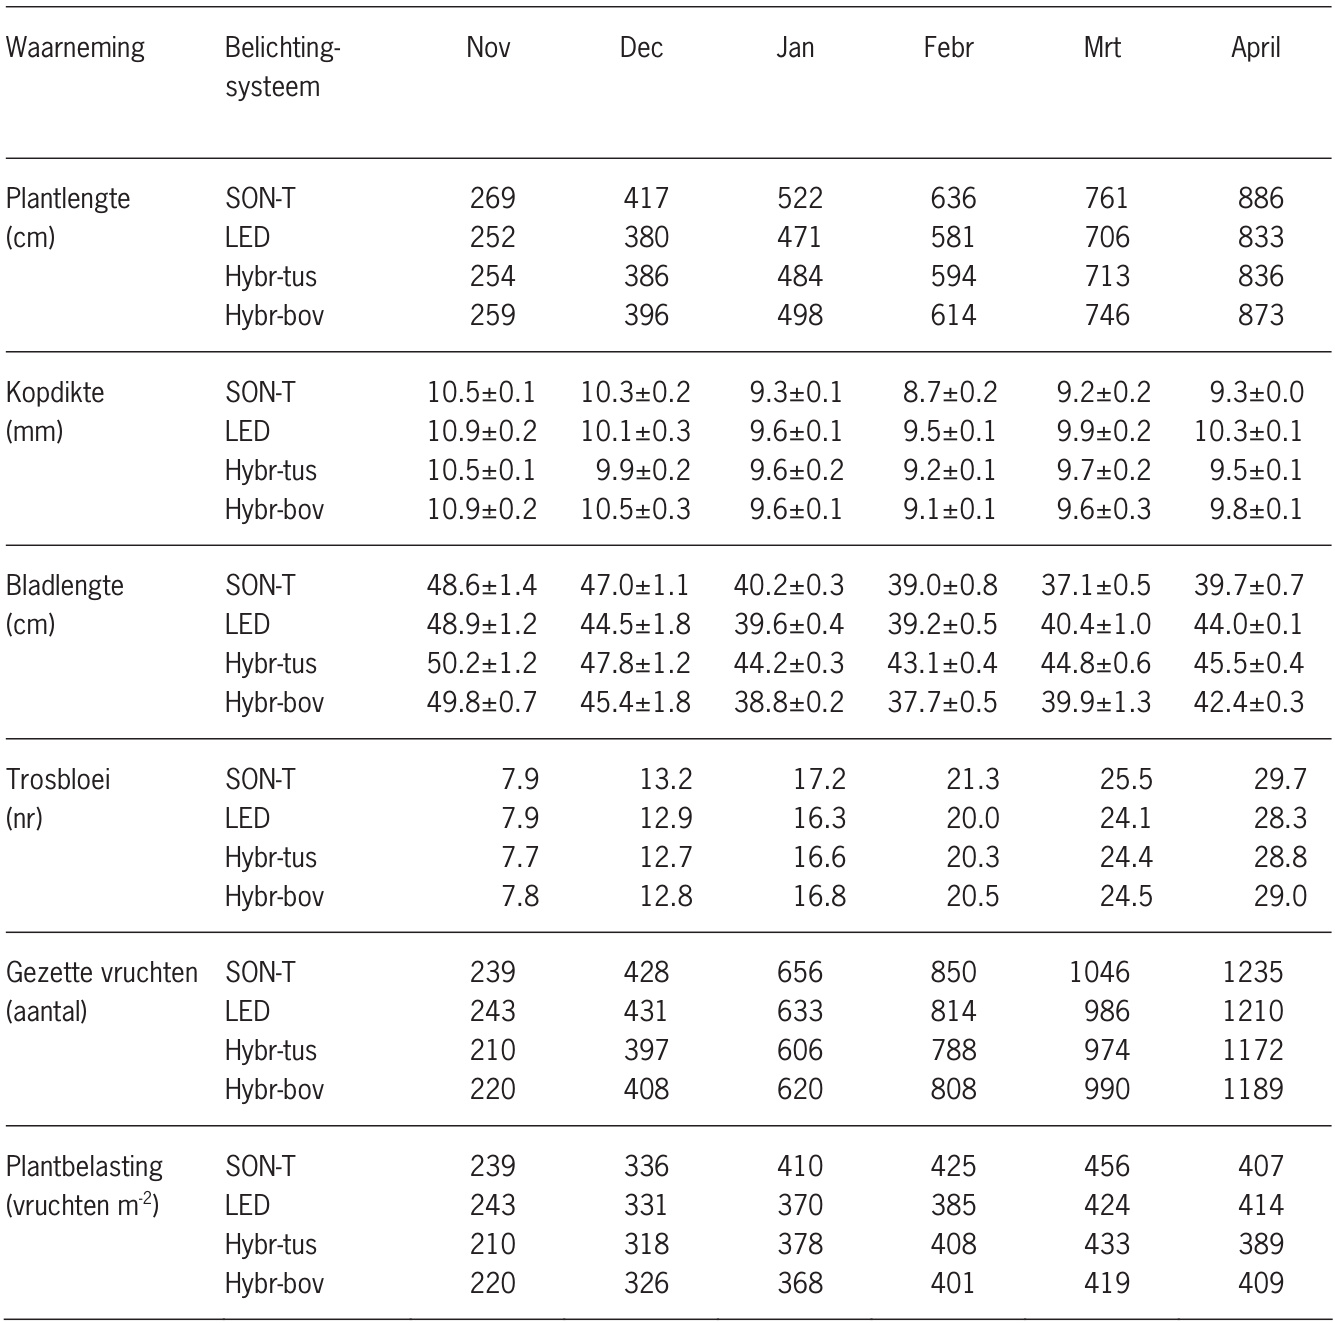 Waarneming Belichting- Nov Dec Jan Febr Mrt April
systeem
Plantlengte SON-T 269 417 522 636 761 886
(cm) LED 252 380 471 581 706 833
Hybr-tus 254 386 484 594 713 836
Hybr-bov 259 396 498 614 746 873
Kopdikte SON-T 10.5±0.1 10.3±0.2 9.3±0.1 8.7±0.2 9.2±0.2 9.3±0.0
(mm) LED 10.9±0.2 10.1±0.3 9.6±0.1 9.5±0.1 9.9±0.2 10.3±0.1
Hybr-tus 10.5±0.1 9.9±0.2 9.6±0.2 9.2±0.1 9.7±0.2 9.5±0.1
Hybr-bov 10.9±0.2 10.5±0.3 9.6±0.1 9.1±0.1 9.6±0.3 9.8±0.1
Bladlengte SON-T 48.6±1.4 47.0±1.1 40.2±0.3 39.0±0.8 37.1±0.5 39.7±0.7
(cm) LED 48.9±1.2 44.5±1.8 39.6±0.4 39.2±0.5 40.4±1.0 44.0±0.1
Hybr-tus 50.2±1.2 47.8±1.2 44.2±0.3 43.1±0.4 44.8±0.6 45.5±0.4
Hybr-bov 49.8±0.7 45.4±1.8 38.8±0.2 37.7±0.5 39.9±1.3 42.4±0.3
Trosbloei SON-T 7.9 13.2 17.2 21.3 25.5 29.7
(nr) LED 7.9 12.9 16.3 20.0 24.1 28.3
Hybr-tus 7.7 12.7 16.6 20.3 24.4 28.8
Hybr-bov 7.8 12.8 16.8 20.5 24.5 29.0
Gezette vruchten SON-T 239 428 656 850 1046 1235
(aantal) LED 243 431 633 814 986 1210
Hybr-tus 210 397 606 788 974 1172
Hybr-bov 220 408 620 808 990 1189
Plantbelasting SON-T 239 336 410 425 456 407
(vruchten m-2) LED 243 331 370 385 424 414
Hybr-tus 210 318 378 408 433 389
Hybr-bov 220 326 368 401 419 409